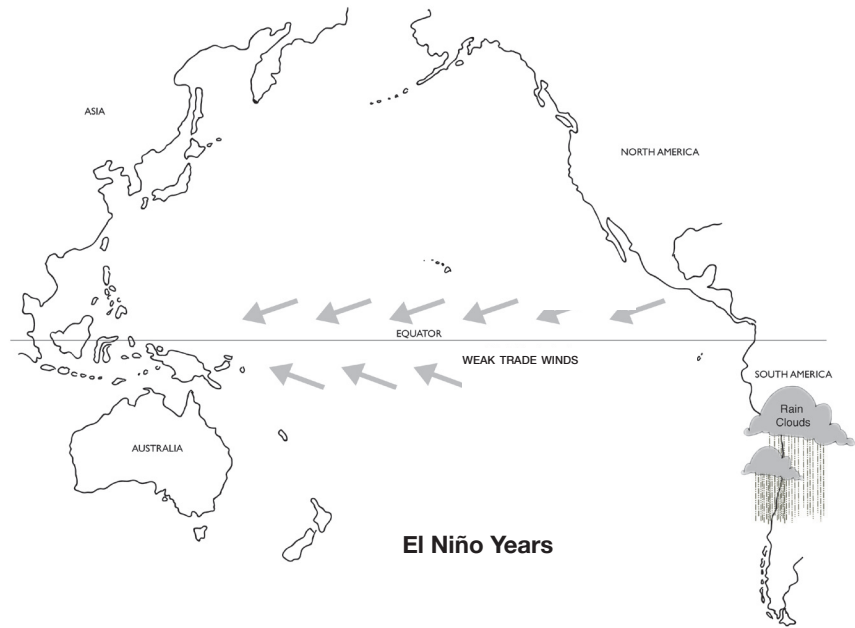 ASIA
NORTH AMERICA
EQUATOR
WEAK TRADE WINDS
SOUTH AMERICA
Rain
Clouds
AUSTRALIA
El Niño Years